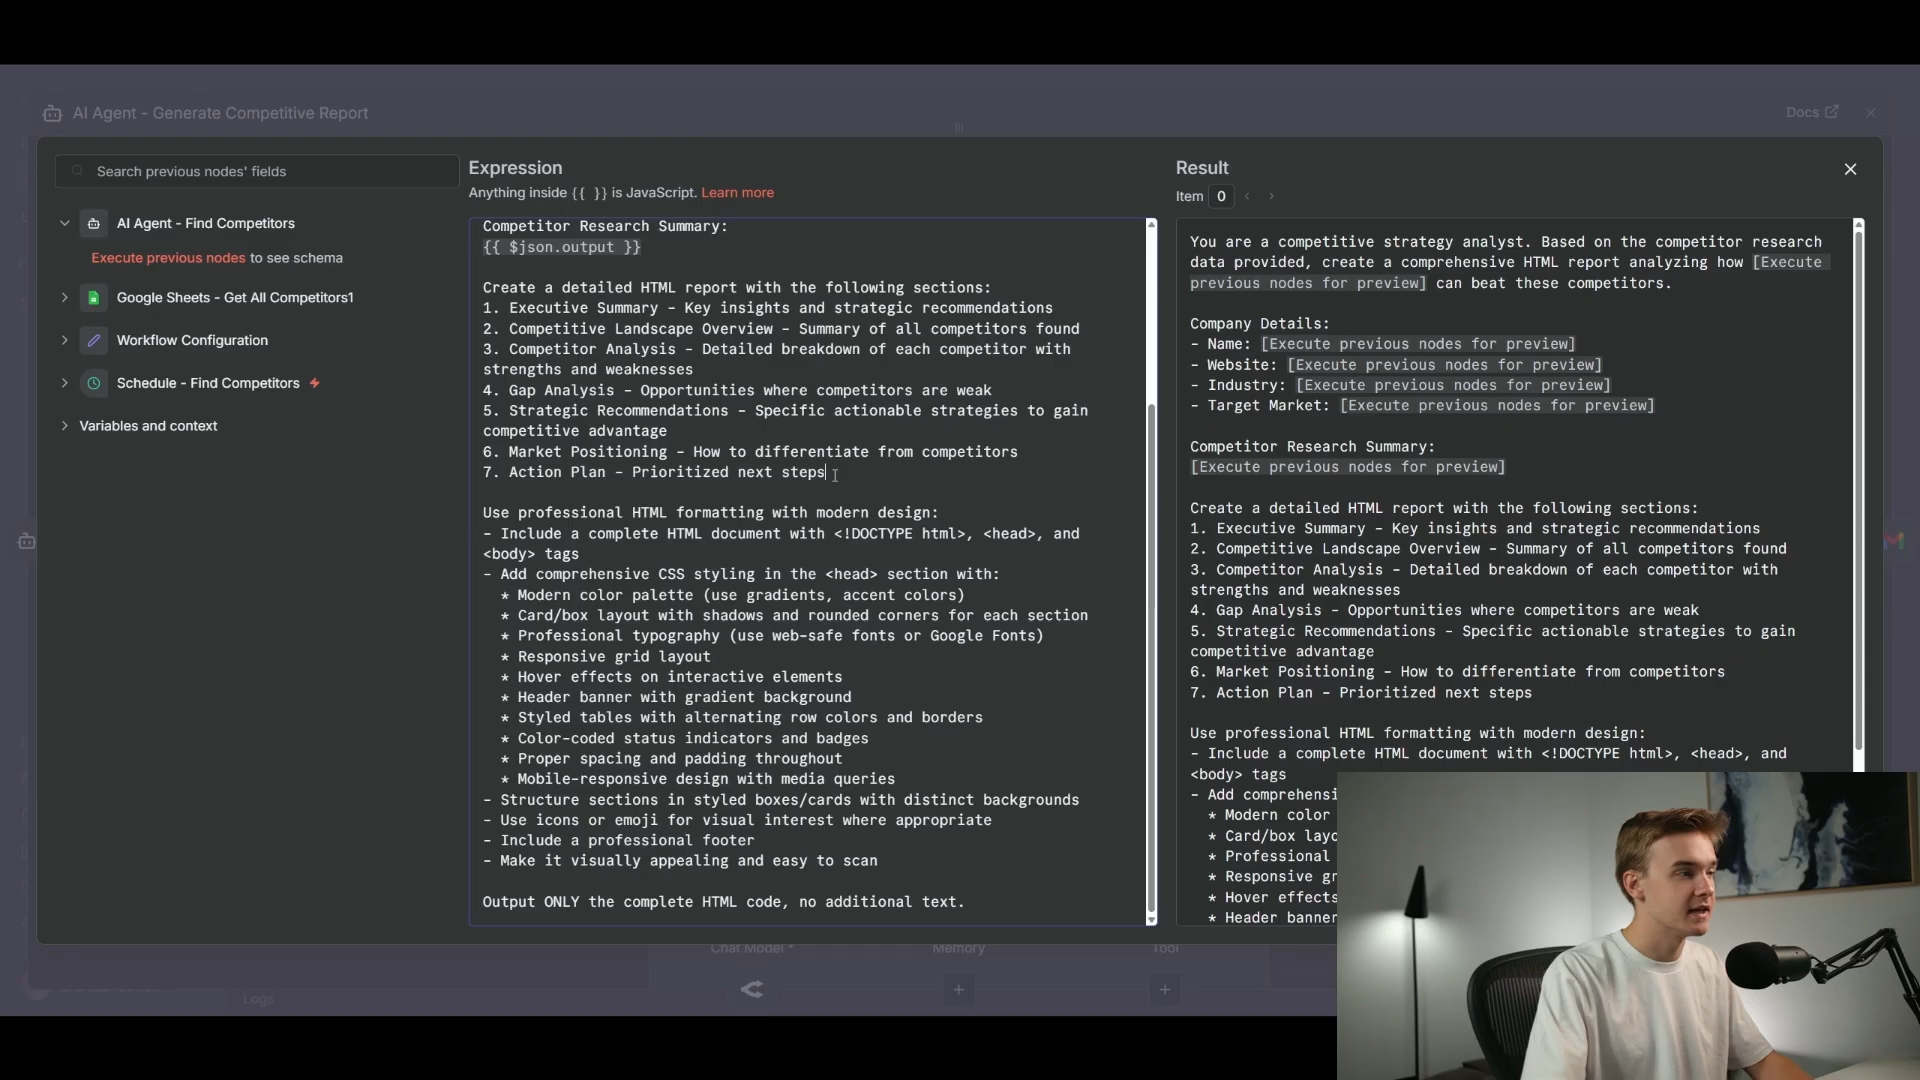 AI Agent - Generate Competitive Report
Docs
Search previous nodes' fields
AI Agent - Find Competitors
Execute previous nodes to see schema
Google Sheets - Get All Competitors1
Workflow Configuration
Schedule - Find Competitors
Variables and context
Expression
Anything inside {{ }} is JavaScript. Learn more
Competitor Research Summary:
{{ $json.output }}
Create a detailed HTML report with the following sections:
1. Executive Summary - Key insights and strategic recommendations
2. Competitive Landscape Overview - Summary of all competitors found
3. Competitor Analysis - Detailed breakdown of each competitor with
strengths and weaknesses
4. Gap Analysis - Opportunities where competitors are weak
5. Strategic Recommendations - Specific actionable strategies to gain
competitive advantage
6. Market Positioning - How to differentiate from competitors
7. Action Plan - Prioritized next steps
Use professional HTML formatting with modern design:
- Include a complete HTML document with <!DOCTYPE html>, <head>, and
<body> tags
- Add comprehensive CSS styling in the <head> section with:
* Modern color palette (use gradients, accent colors)
* Card/box layout with shadows and rounded corners for each section
* Professional typography (use web-safe fonts or Google Fonts)
* Responsive grid layout
* Hover effects on interactive elements
* Header banner with gradient background
* Styled tables with alternating row colors and borders
* Color-coded status indicators and badges
* Proper spacing and padding throughout
* Mobile-responsive design with media queries
- Structure sections in styled boxes/cards with distinct backgrounds
- Use icons or emoji for visual interest where appropriate
- Include a professional footer
- Make it visually appealing and easy to scan
Output ONLY the complete HTML code, no additional text.
Result
Item 0
You are a competitive strategy analyst. Based on the competitor research
data provided, create a comprehensive HTML report analyzing how [Execute
previous nodes for preview] can beat these competitors.
Company Details:
- Name: [Execute previous nodes for preview]
- Website: [Execute previous nodes for preview]
- Industry: [Execute previous nodes for preview]
- Target Market: [Execute previous nodes for preview]
Competitor Research Summary:
[Execute previous nodes for preview]
Create a detailed HTML report with the following sections:
1. Executive Summary - Key insights and strategic recommendations
2. Competitive Landscape Overview - Summary of all competitors found
3. Competitor Analysis - Detailed breakdown of each competitor with
strengths and weaknesses
4. Gap Analysis - Opportunities where competitors are weak
5. Strategic Recommendations - Specific actionable strategies to gain
competitive advantage
6. Market Positioning - How to differentiate from competitors
7. Action Plan - Prioritized next steps
Use professional HTML formatting with modern design:
- Include a complete HTML document with <!DOCTYPE html>, <head>, and
<body> tags
- Add comprehensi
* Modern color
* Card/box layo
* Professional
* Responsive gr
* Hover effects
* Header banner
Chat Model *
Memory
Tool
Logs